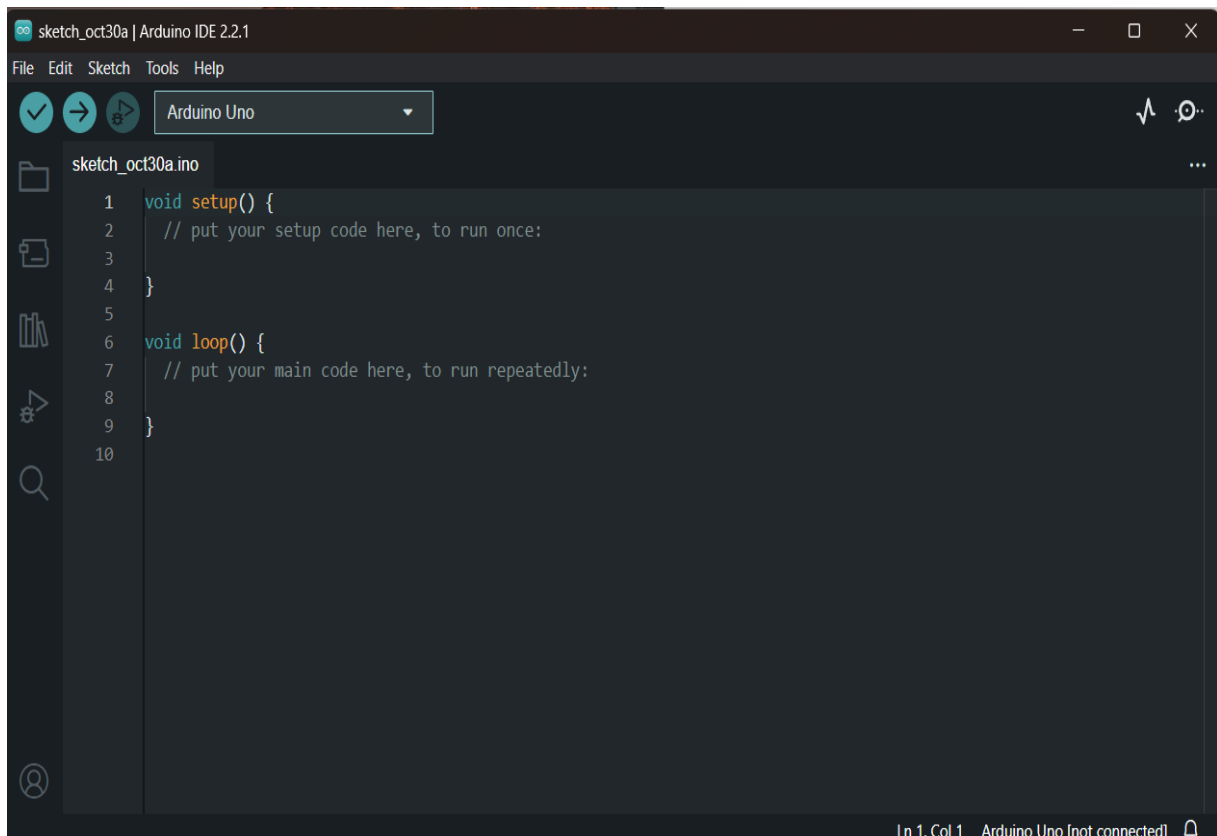 sketch_oct30a | Arduino IDE 2.2.1
File Edit Sketch Tools Help
Arduino Uno
sketch_oct30a.ino
1 void setup() {
2 // put your setup code here, to run once:
3
4 }
5
6 void loop() {
7 // put your main code here, to run repeatedly:
8
9 }
10
Ln 1, Col 1 Arduino Uno [not connected]